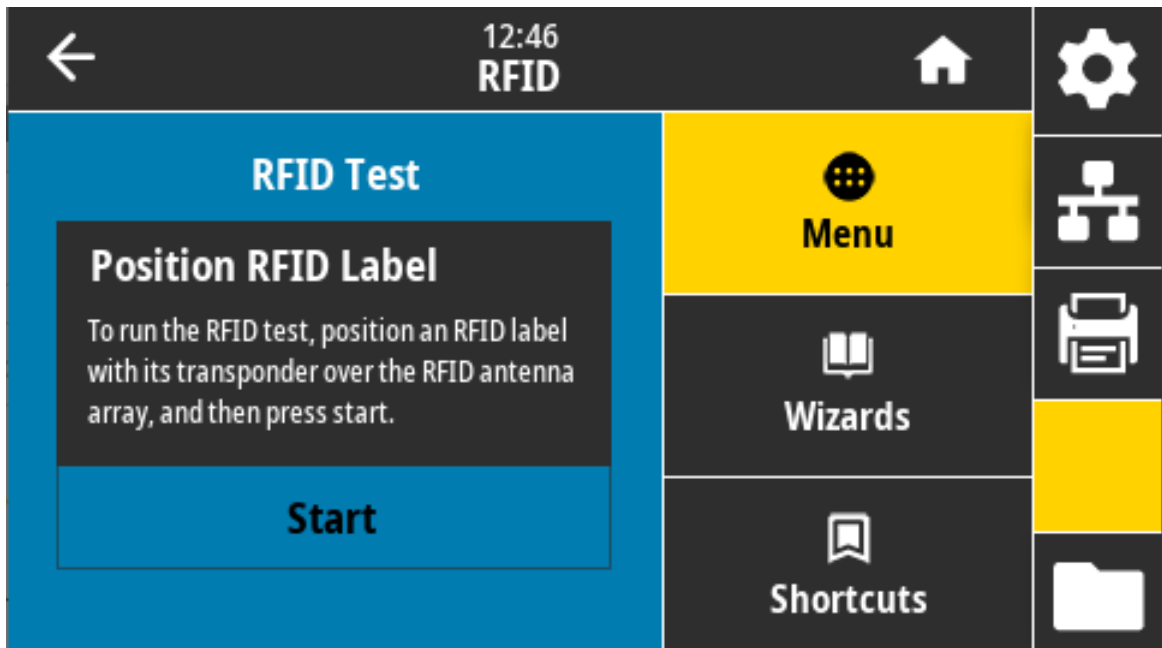 12:46
RFID
RFID Test
Position RFID Label
To run the RFID test, position an RFID label
with its transponder over the RFID antenna
array, and then press start.
Start
Menu
Wizards
Shortcuts